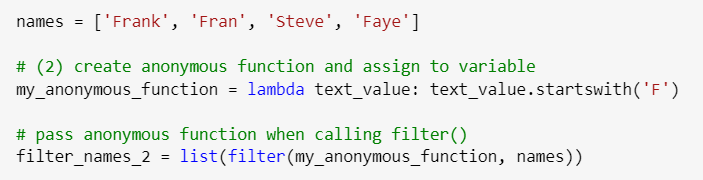 names = ['Frank', 'Fran', 'Steve', 'Faye']
# (2) create anonymous function and assign to variable
my_anonymous_function = lambda text_value: text_value.startswith('F')
# pass anonymous function when calling filter()
filter_names_2 = list(filter(my_anonymous_function, names))